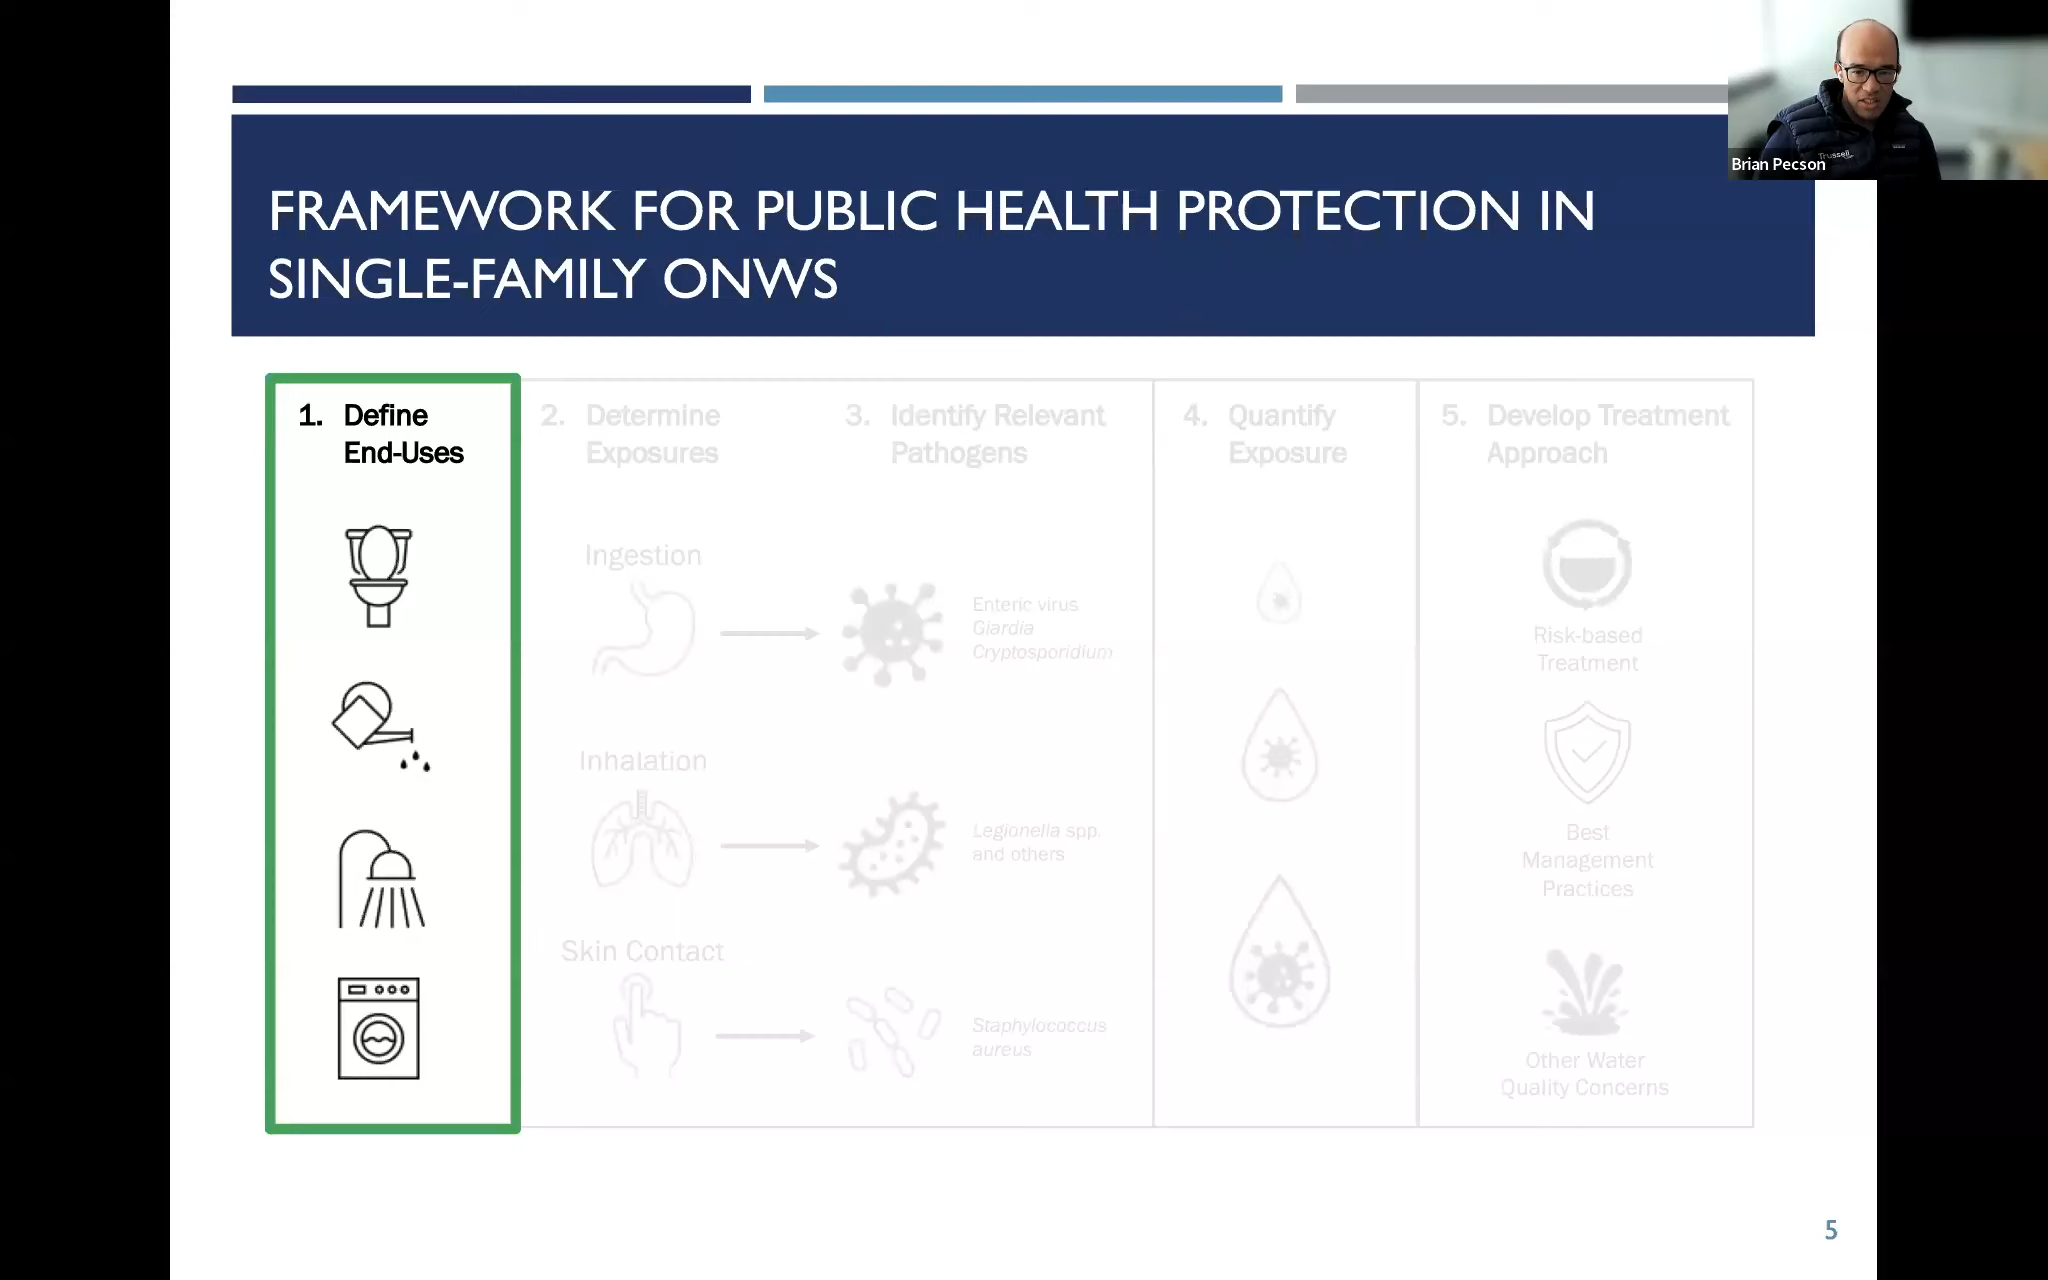 Trussell
Brian Pecson
FRAMEWORK FOR PUBLIC HEALTH PROTECTION IN
SINGLE-FAMILY ONWS
1. Define
End-Uses
2. Determine
Exposures
Ingestion
Inhalation
Skin Contact
3. Identify Relevant
Pathogens
Enteric virus
Giardia
Cryptosporidium
Legionella spp.
and others
Staphylococcus
aureus
4. Quantify
Exposure
5. Develop Treatment
Approach
Risk-based
Treatment
Best
Management
Practices
Other Water
Quality Concerns
5